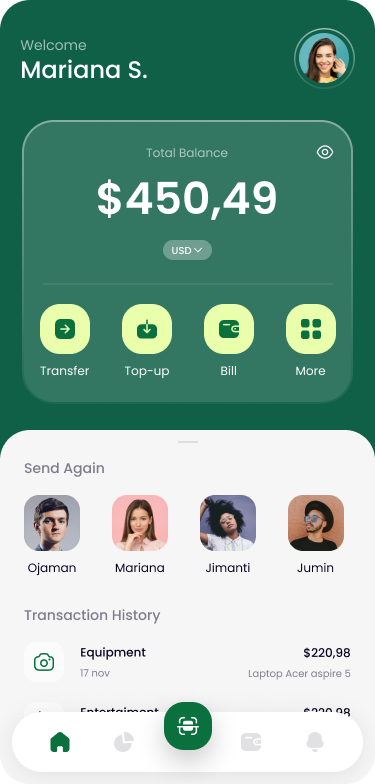 Welcome
Mariana S.
Total Balance
$450,49
USD
Transfer Top-up Bill More
Send Again
Ojaman Mariana Jimanti Jumin
Transaction History
Equipment $220,98
17 nov Laptop Acer aspire 5
Entertaiment $220,98